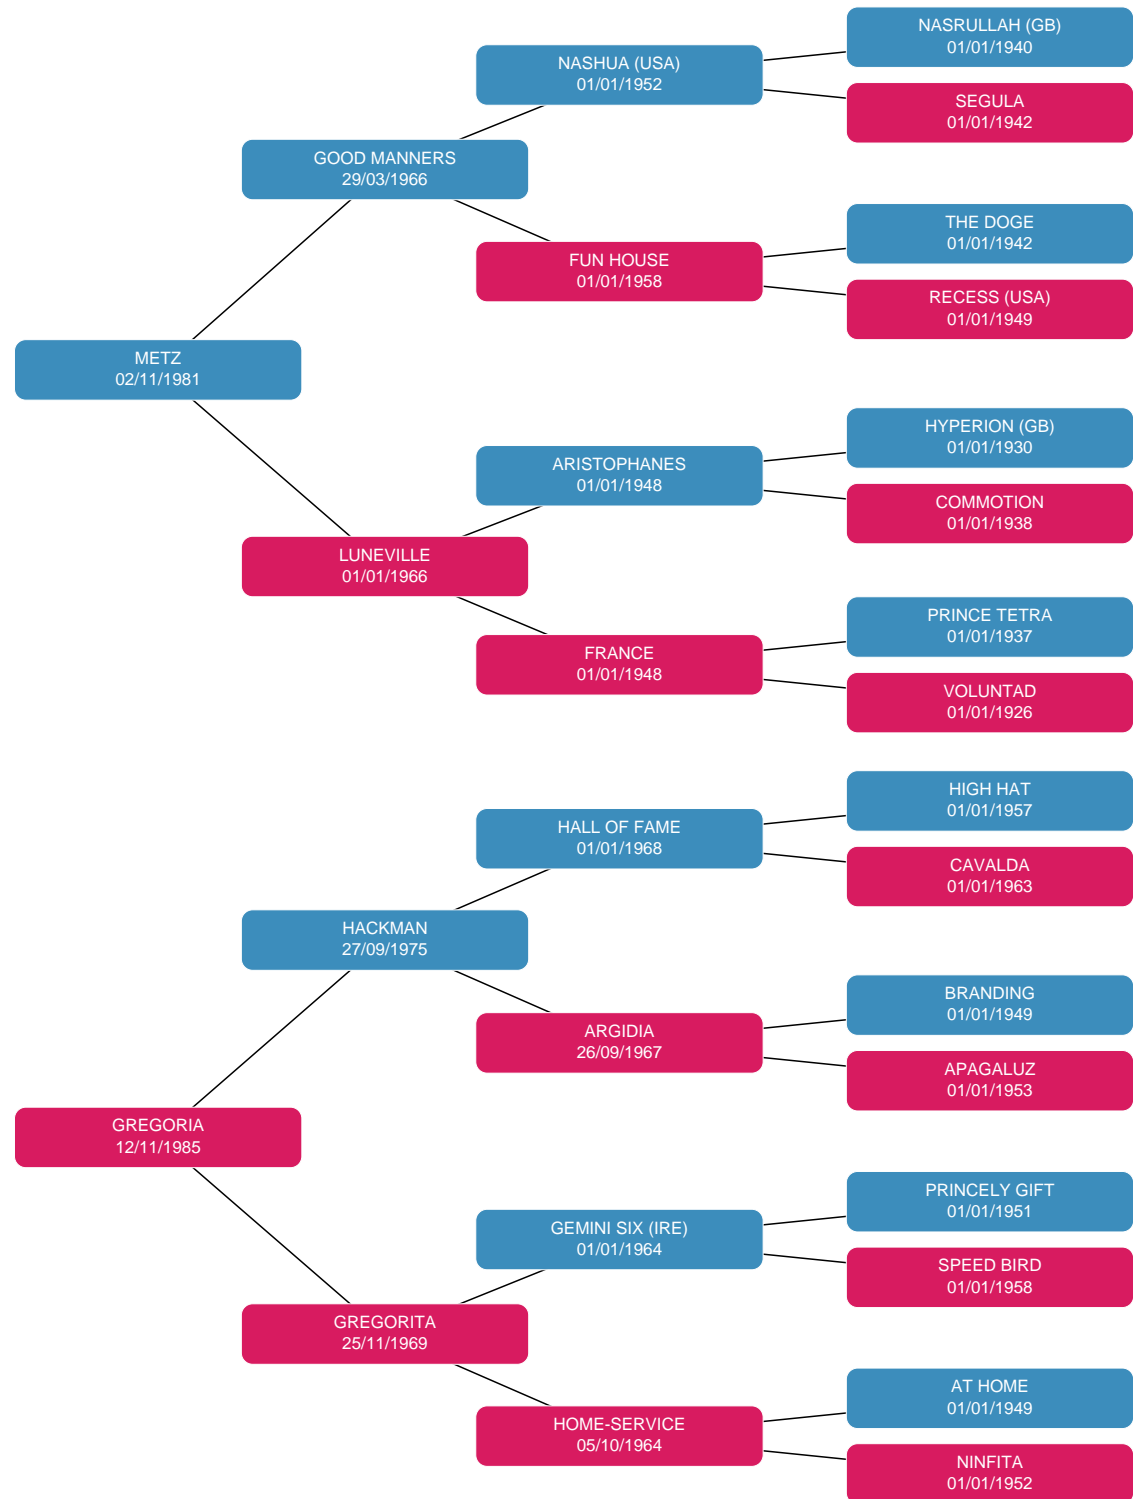 NASRULLAH (GB)
01/01/1940
NASHUA (USA)
01/01/1952
SEGULA
01/01/1942
GOOD MANNERS
29/03/1966
THE DOGE
01/01/1942
FUN HOUSE
01/01/1958
RECESS (USA)
01/01/1949
METZ
02/11/1981
HYPERION (GB)
01/01/1930
ARISTOPHANES
01/01/1948
COMMOTION
01/01/1938
LUNEVILLE
01/01/1966
PRINCE TETRA
01/01/1937
FRANCE
01/01/1948
VOLUNTAD
01/01/1926
HIGH HAT
01/01/1957
HALL OF FAME
01/01/1968
CAVALDA
01/01/1963
HACKMAN
27/09/1975
BRANDING
01/01/1949
ARGIDIA
26/09/1967
APAGALUZ
01/01/1953
GREGORIA
12/11/1985
PRINCELY GIFT
01/01/1951
GEMINI SIX (IRE)
01/01/1964
SPEED BIRD
01/01/1958
GREGORITA
25/11/1969
AT HOME
01/01/1949
HOME-SERVICE
05/10/1964
NINFITA
01/01/1952